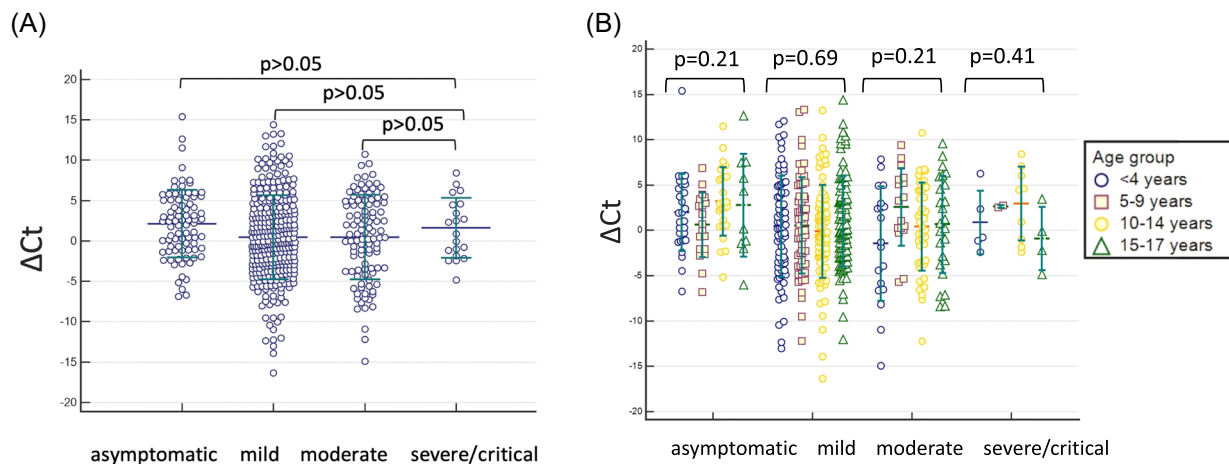 (A)
(B)
p>0.05
p>0.05
p>0.05
20
15
10
5
0
-5
-10
-15
-20
ΔCt
asymptomatic mild moderate severe/critical
p=0.21 p=0.69 p=0.21 p=0.41
20
15
10
5
0
-5
-10
-15
-20
ΔCt
asymptomatic mild moderate severe/critical
Age group
<4 years
5-9 years
10-14 years
15-17 years